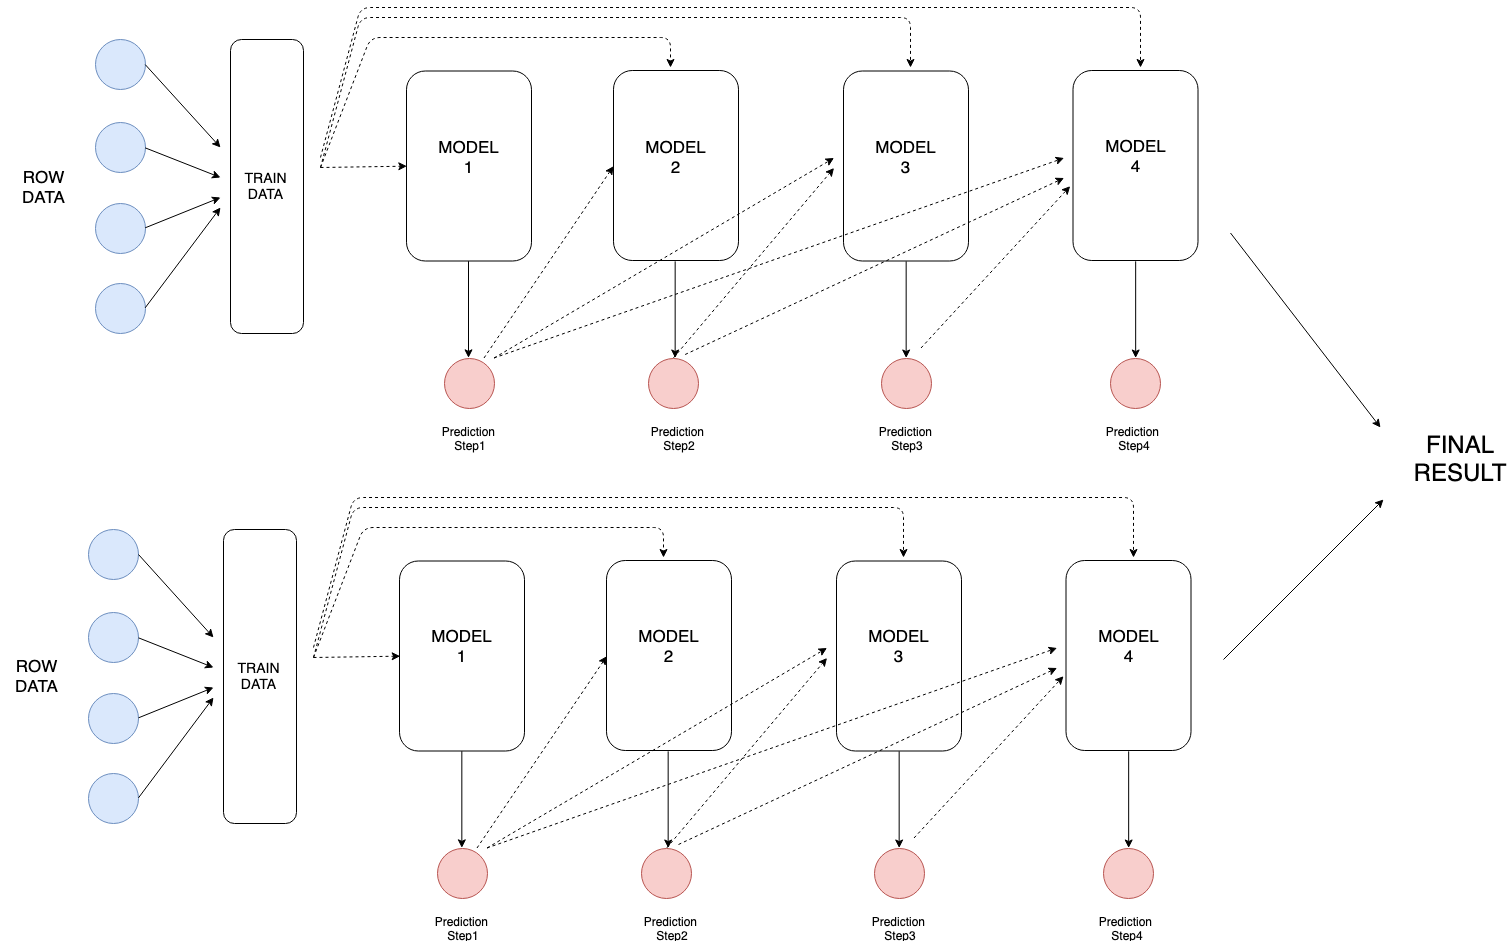 ROW
DATA
TRAIN
DATA
MODEL
1
MODEL
2
MODEL
3
MODEL
4
Prediction
Step1
Prediction
Step2
Prediction
Step3
Prediction
Step4
FINAL
RESULT
ROW
DATA
TRAIN
DATA
MODEL
1
MODEL
2
MODEL
3
MODEL
4
Prediction
Step1
Prediction
Step2
Prediction
Step3
Prediction
Step4